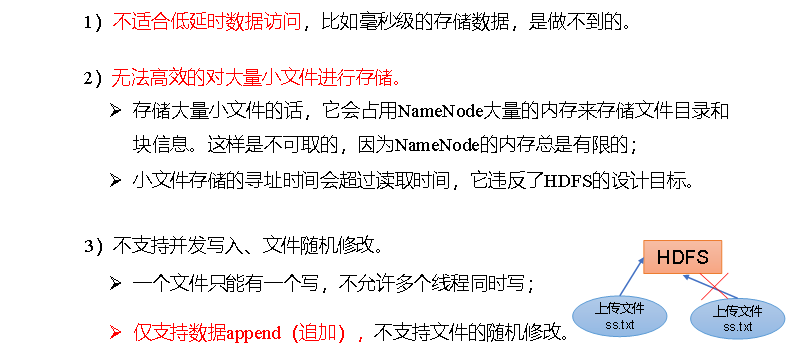 1）不适合低延时数据访问，比如毫秒级的存储数据，是做不到的。
2）无法高效的对大量小文件进行存储。
➢ 存储大量小文件的话，它会占用NameNode大量的内存来存储文件目录和
块信息。这样是不可取的，因为NameNode的内存总是有限的；
➢ 小文件存储的寻址时间会超过读取时间，它违反了HDFS的设计目标。
3）不支持并发写入、文件随机修改。
➢ 一个文件只能有一个写，不允许多个线程同时写；
➢ 仅支持数据append（追加），不支持文件的随机修改。
HDFS
上传文件
ss.txt
上传文件
ss.txt